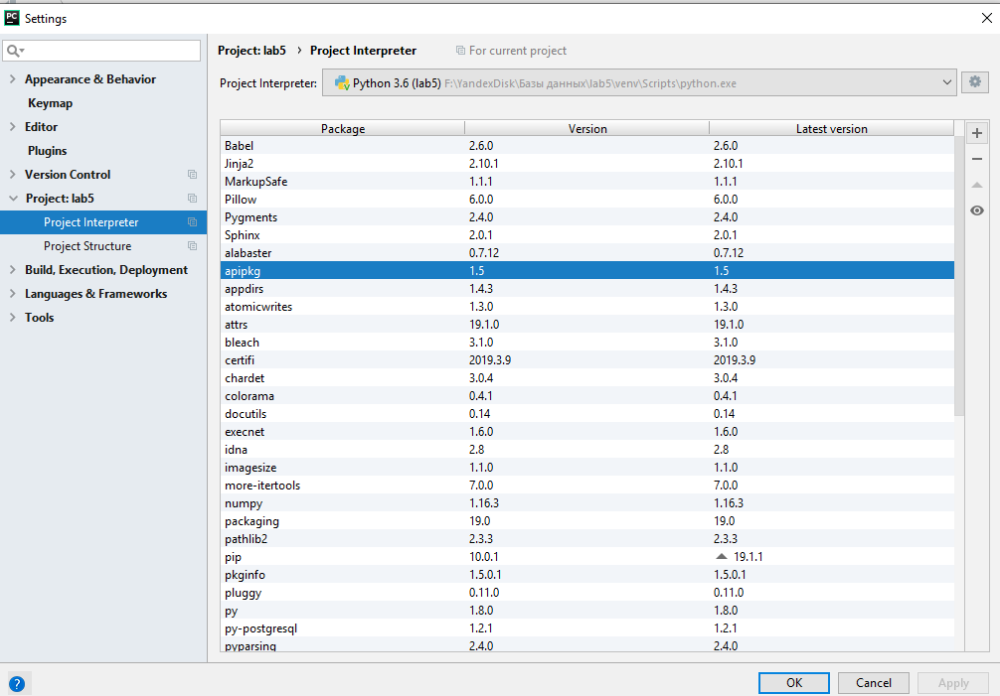 PC Settings
Project: lab5 › Project Interpreter For current project
Appearance & Behavior
Keymap
Editor
Plugins
Version Control
Project: lab5
Project Interpreter
Project Structure
Build, Execution, Deployment
Languages & Frameworks
Tools
Project Interpreter: Python 3.6 (lab5) F:\YandexDisk\Базы данных\lab5\venv\Scripts\python.exe
Package Version Latest version
Babel 2.6.0 2.6.0
Jinja2 2.10.1 2.10.1
MarkupSafe 1.1.1 1.1.1
Pillow 6.0.0 6.0.0
Pygments 2.4.0 2.4.0
Sphinx 2.0.1 2.0.1
alabaster 0.7.12 0.7.12
apipkg 1.5 1.5
appdirs 1.4.3 1.4.3
atomicwrites 1.3.0 1.3.0
attrs 19.1.0 19.1.0
bleach 3.1.0 3.1.0
certifi 2019.3.9 2019.3.9
chardet 3.0.4 3.0.4
colorama 0.4.1 0.4.1
docutils 0.14 0.14
execnet 1.6.0 1.6.0
idna 2.8 2.8
imagesize 1.1.0 1.1.0
more-itertools 7.0.0 7.0.0
numpy 1.16.3 1.16.3
packaging 19.0 19.0
pathlib2 2.3.3 2.3.3
pip 10.0.1 19.1.1
pkginfo 1.5.0.1 1.5.0.1
pluggy 0.11.0 0.11.0
py 1.8.0 1.8.0
py-postgresql 1.2.1 1.2.1
pyparsing 2.4.0 2.4.0
? OK Cancel Apply